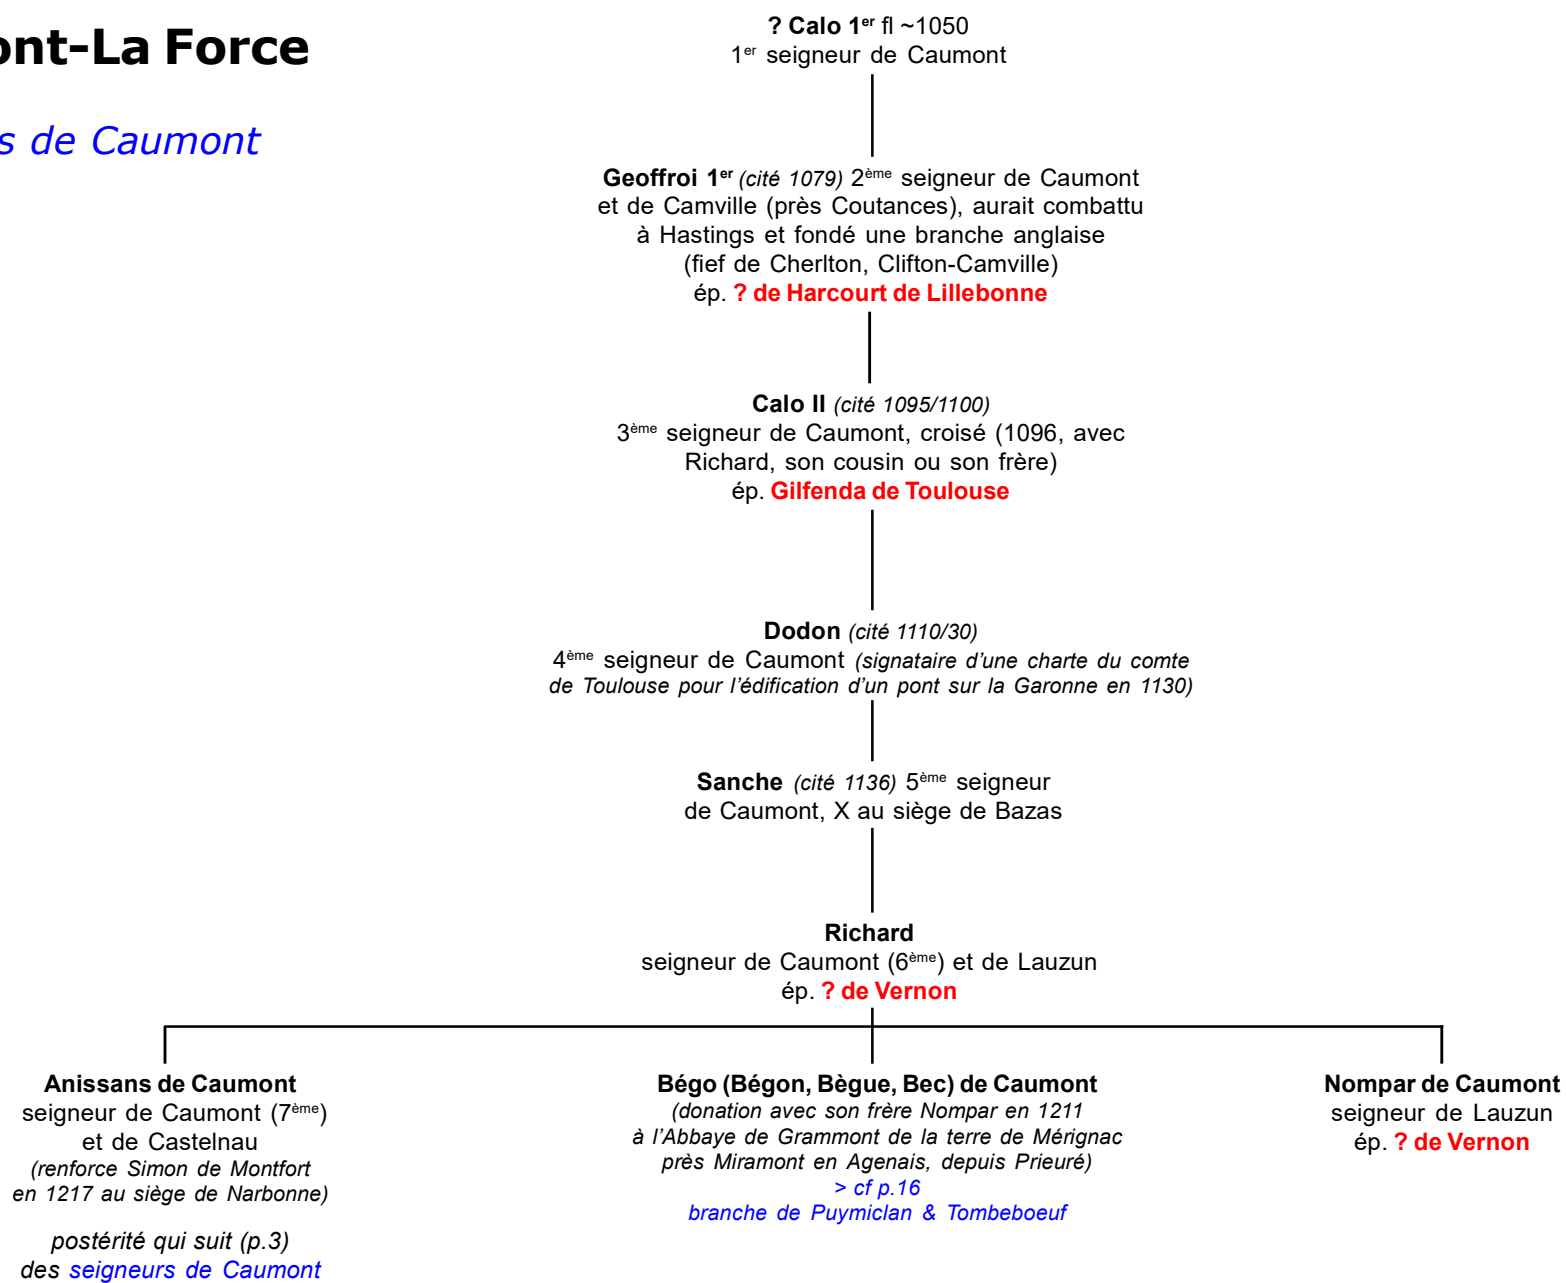 ont-La Force
s de Caumont
? Calo 1er fl ~1050
1er seigneur de Caumont
Geoffroi 1er (cité 1079) 2ème seigneur de Caumont
et de Camville (près Coutances), aurait combattu
à Hastings et fondé une branche anglaise
(fief de Cherlton, Clifton-Camville)
ép. ? de Harcourt de Lillebonne
Calo II (cité 1095/1100)
3ème seigneur de Caumont, croisé (1096, avec
Richard, son cousin ou son frère)
ép. Gilfenda de Toulouse
Dodon (cité 1110/30)
4ème seigneur de Caumont (signataire d'une charte du comte
de Toulouse pour l'édification d'un pont sur la Garonne en 1130)
Sanche (cité 1136) 5ème seigneur
de Caumont, X au siège de Bazas
Richard
seigneur de Caumont (6ème) et de Lauzun
ép. ? de Vernon
Anissans de Caumont
seigneur de Caumont (7ème)
et de Castelnau
(renforce Simon de Montfort
en 1217 au siège de Narbonne)
postérité qui suit (p.3)
des seigneurs de Caumont
Bégo (Bégon, Bègue, Bec) de Caumont
(donation avec son frère Nompar en 1211
à l'Abbaye de Grammont de la terre de Mérignac
près Miramont en Agenais, depuis Prieuré)
> cf p.16
branche de Puymiclan & Tombeboeuf
Nompar de Caumont
seigneur de Lauzun
ép. ? de Vernon